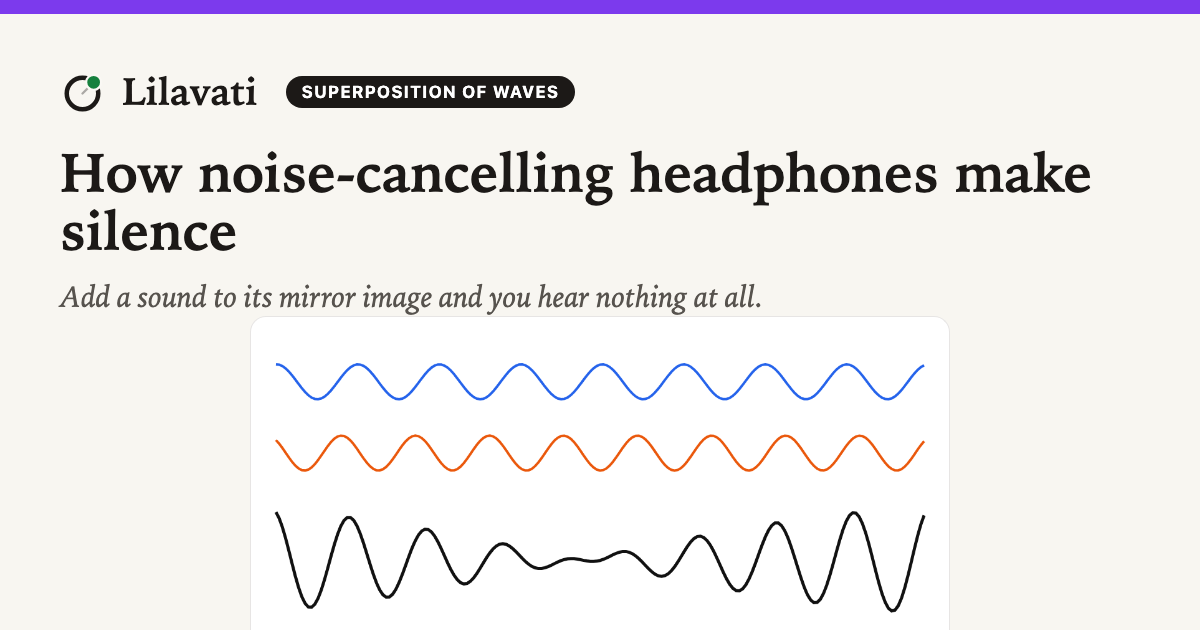 Lilavati
SUPERPOSITION OF WAVES
How noise-cancelling headphones make
silence
Add a sound to its mirror image and you hear nothing at all.